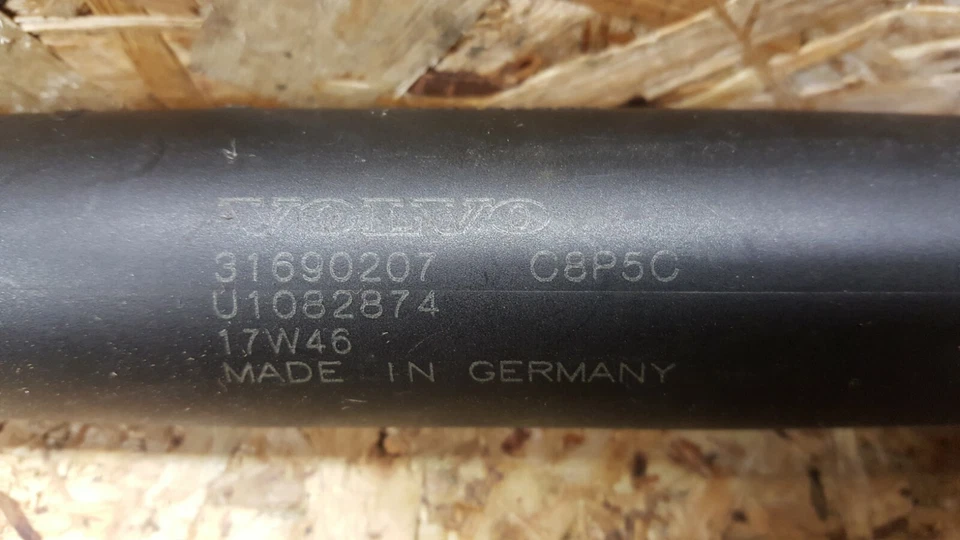 VOLVO
31690207 C8P5C
U1082874
17W46
MADE IN GERMANY